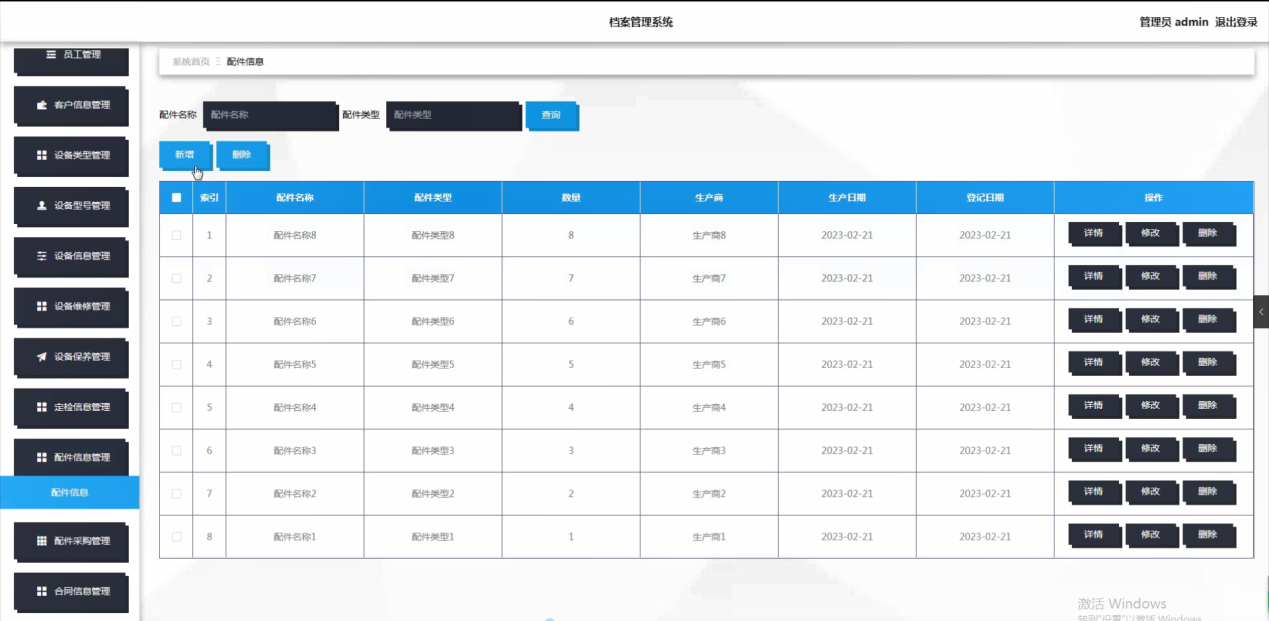 档案管理系统
管理员 admin 退出登录
员工管理
客户信息管理
设备类型管理
设备型号管理
设备信息管理
设备维修管理
设备保养管理
定检信息管理
配件信息管理
配件信息
配件采购管理
合同信息管理
系统首页 配件信息
配件名称 配件名称 配件类型 配件类型 查询
新增 删除
索引 配件名称 配件类型 数量 生产商 生产日期 登记日期 操作
1 配件名称8 配件类型8 8 生产商8 2023-02-21 2023-02-21 详情 修改 删除
2 配件名称7 配件类型7 7 生产商7 2023-02-21 2023-02-21 详情 修改 删除
3 配件名称6 配件类型6 6 生产商6 2023-02-21 2023-02-21 详情 修改 删除
4 配件名称5 配件类型5 5 生产商5 2023-02-21 2023-02-21 详情 修改 删除
5 配件名称4 配件类型4 4 生产商4 2023-02-21 2023-02-21 详情 修改 删除
6 配件名称3 配件类型3 3 生产商3 2023-02-21 2023-02-21 详情 修改 删除
7 配件名称2 配件类型2 2 生产商2 2023-02-21 2023-02-21 详情 修改 删除
8 配件名称1 配件类型1 1 生产商1 2023-02-21 2023-02-21 详情 修改 删除
激活 Windows
转到"设置"以激活 Windows